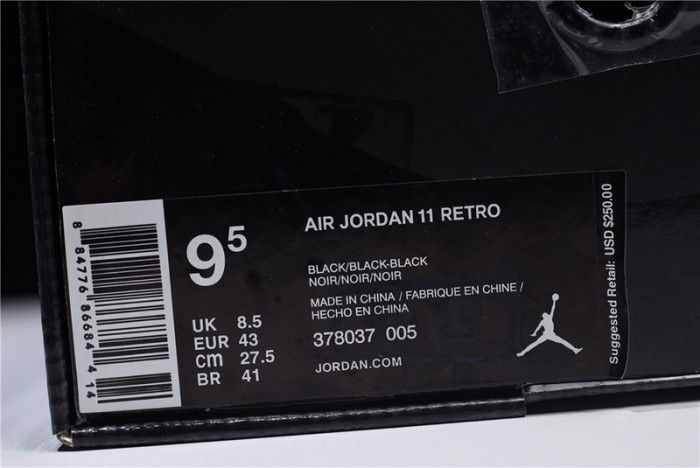 8 84776 86684 4 14
9⁵
UK 8.5
EUR 43
cm 27.5
BR 41
AIR JORDAN 11 RETRO
BLACK/BLACK-BLACK
NOIR/NOIR/NOIR
MADE IN CHINA / FABRIQUE EN CHINE /
HECHO EN CHINA
378037 005
JORDAN.COM
Suggested Retail: USD $250.00